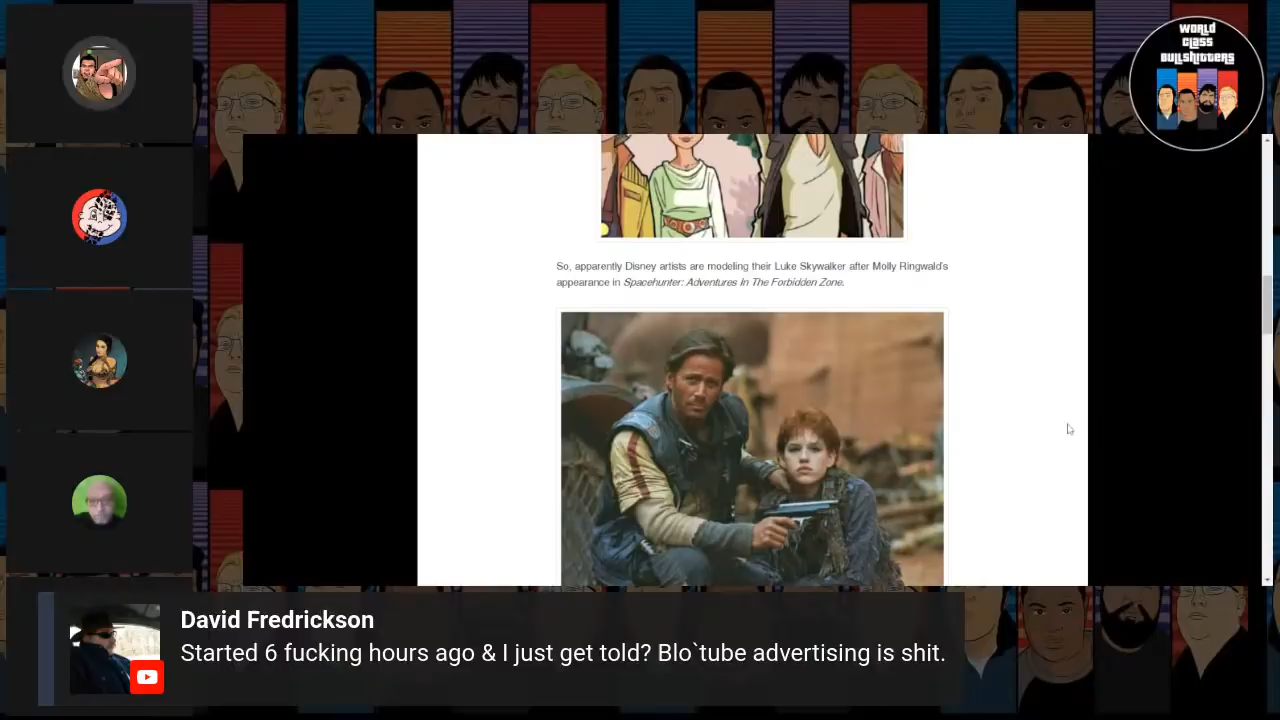 WORLD
CLASS
BULLSHITTERS
So, apparently Disney artists are modeling their Luke Skywalker after Molly Ringwald's
appearance in Spacehunter: Adventures In The Forbidden Zone.
David Fredrickson
Started 6 fucking hours ago & I just get told? Blo`tube advertising is shit.